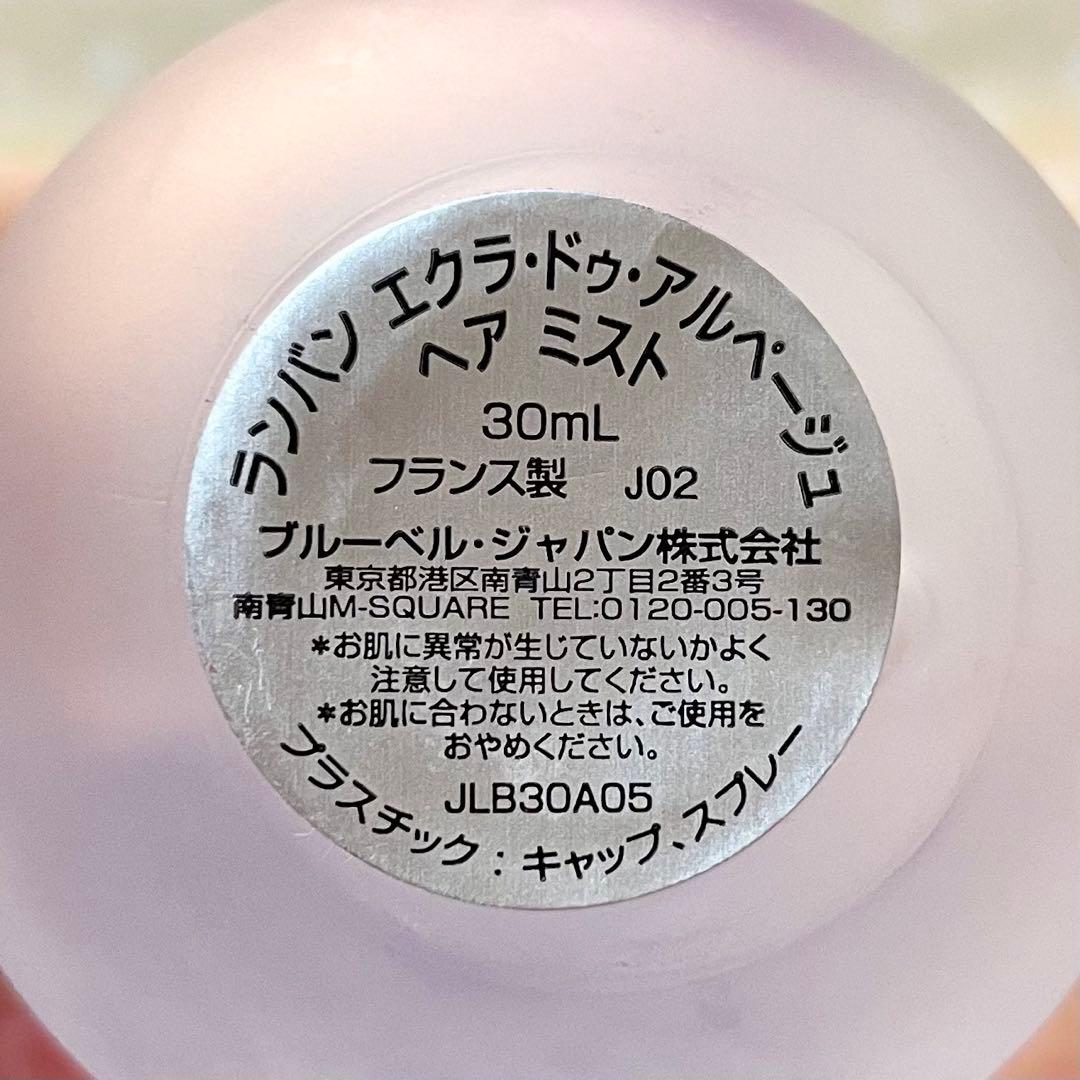 ランバン エクラ・ドゥ・アルページュ
ヘア ミスト
30mL
フランス製 J02
ブルーベル・ジャパン株式会社
東京都港区南青山2丁目2番3号
南青山M-SQUARE TEL:0120-005-130
*お肌に異常が生じていないかよく
注意して使用してください。
*お肌に合わないときは、ご使用を
おやめください。
JLB30A05
プラスチック:キャップ、スプレー